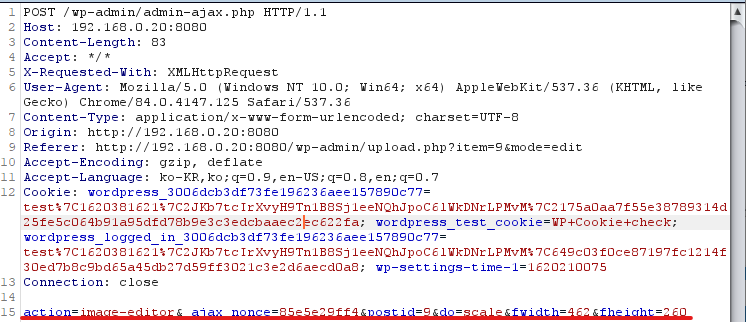 1 POST /wp-admin/admin-ajax.php HTTP/1.1
2 Host: 192.168.0.20:8080
3 Content-Length: 83
4 Accept: */*
5 X-Requested-With: XMLHttpRequest
6 User-Agent: Mozilla/5.0 (Windows NT 10.0; Win64; x64) AppleWebKit/537.36 (KHTML, like
Gecko) Chrome/84.0.4147.125 Safari/537.36
7 Content-Type: application/x-www-form-urlencoded; charset=UTF-8
8 Origin: http://192.168.0.20:8080
9 Referer: http://192.168.0.20:8080/wp-admin/upload.php?item=9&mode=edit
10 Accept-Encoding: gzip, deflate
11 Accept-Language: ko-KR,ko;q=0.9,en-US;q=0.8,en;q=0.7
12 Cookie: wordpress_3006dcb3df73fe196236aee157890c77=
test%7C1620381621%7C2JKb7tcIrXvyH9Tn1B8Sj1eeNQhJpoC6lWkDNrLPMvM%7C2175a0aa7f55e38789314d
25fe5c064b91a95dfd78b9e3c3edcbaaec2ec622fa; wordpress_test_cookie=WP+Cookie+check;
wordpress_logged_in_3006dcb3df73fe196236aee157890c77=
test%7C1620381621%7C2JKb7tcIrXvyH9Tn1B8Sj1eeNQhJpoC6lWkDNrLPMvM%7C649c03f0ce87197fc1214f
30ed7b8c9bd65a45db27d59ff3021c3e2d6aecd0a8; wp-settings-time-1=1620210075
13 Connection: close
14
15 action=image-editor&_ajax_nonce=85e5e29ff4&postid=9&do=scale&fwidth=462&fheight=260